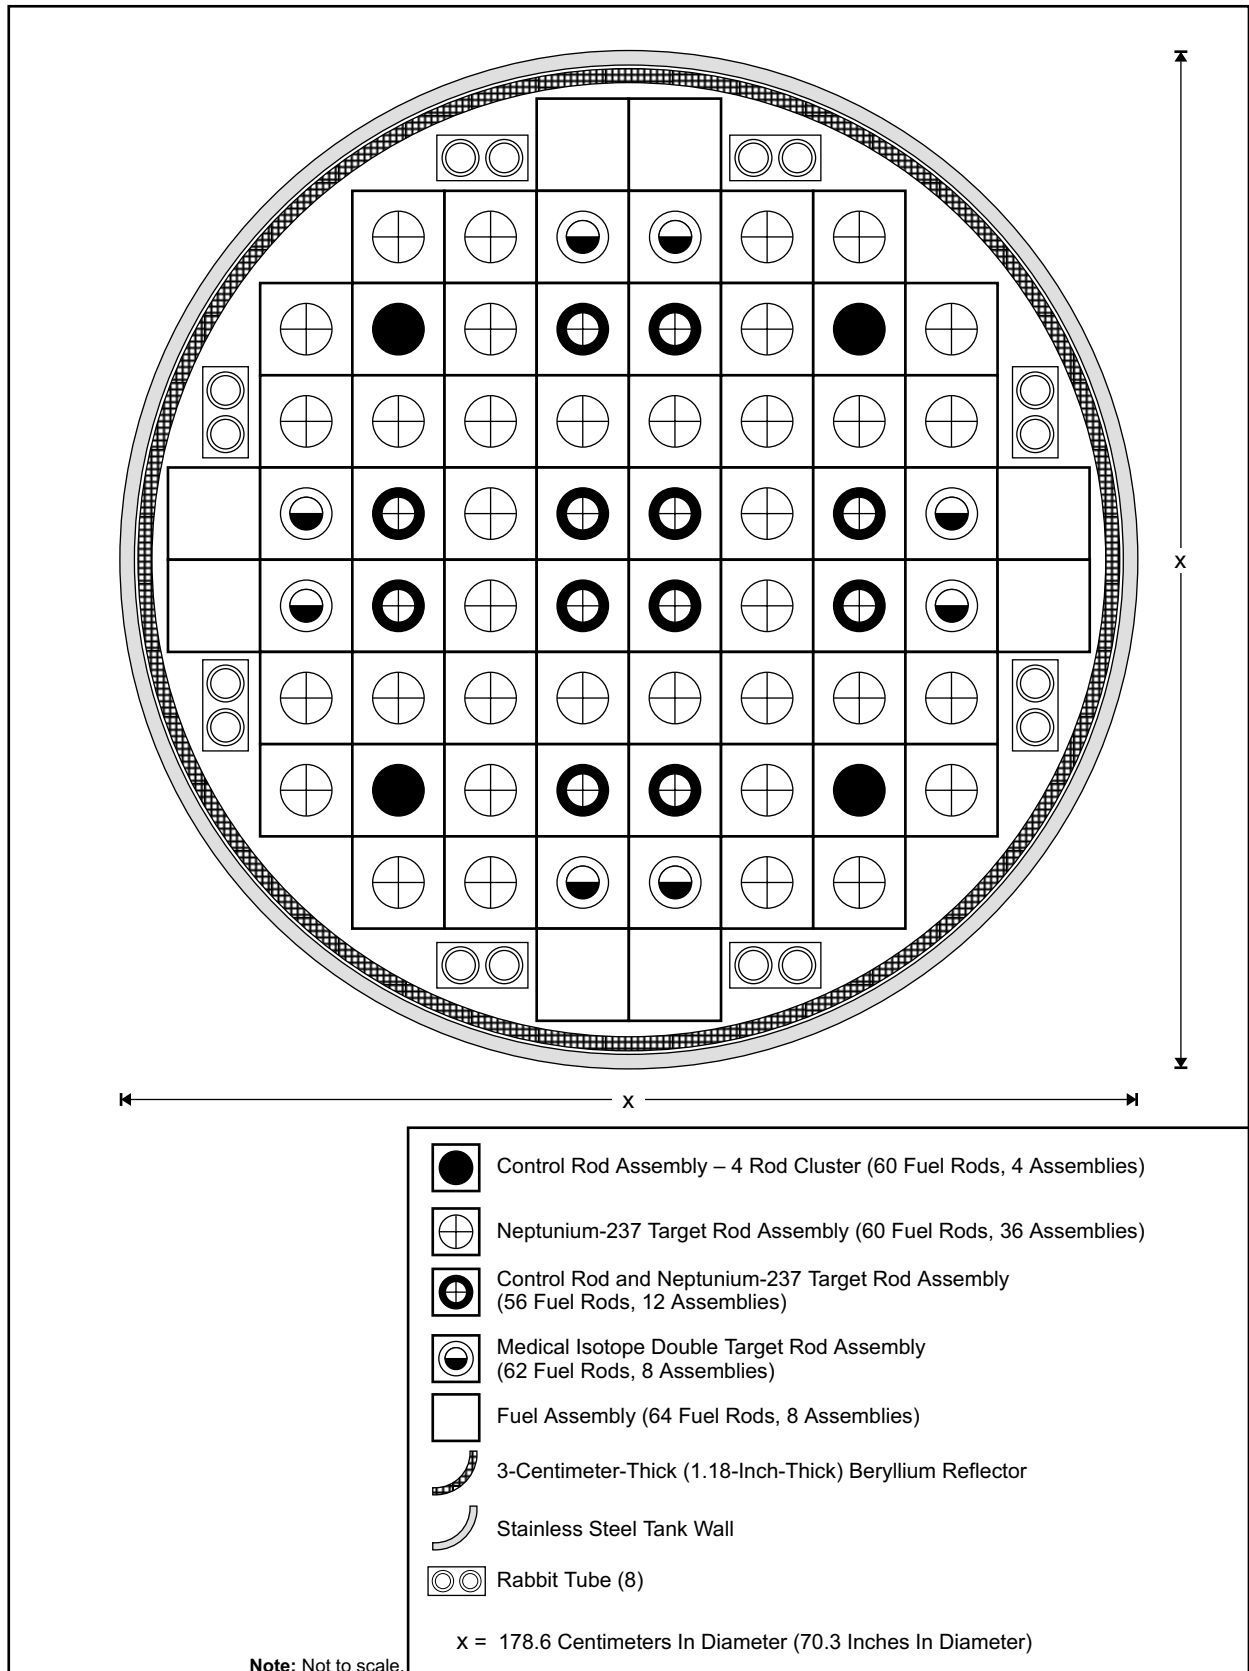 x
x
Control Rod Assembly – 4 Rod Cluster (60 Fuel Rods, 4 Assemblies)
Neptunium-237 Target Rod Assembly (60 Fuel Rods, 36 Assemblies)
Control Rod and Neptunium-237 Target Rod Assembly
(56 Fuel Rods, 12 Assemblies)
Medical Isotope Double Target Rod Assembly
(62 Fuel Rods, 8 Assemblies)
Fuel Assembly (64 Fuel Rods, 8 Assemblies)
3-Centimeter-Thick (1.18-Inch-Thick) Beryllium Reflector
Stainless Steel Tank Wall
Rabbit Tube (8)
x = 178.6 Centimeters In Diameter (70.3 Inches In Diameter)
Note: Not to scale.